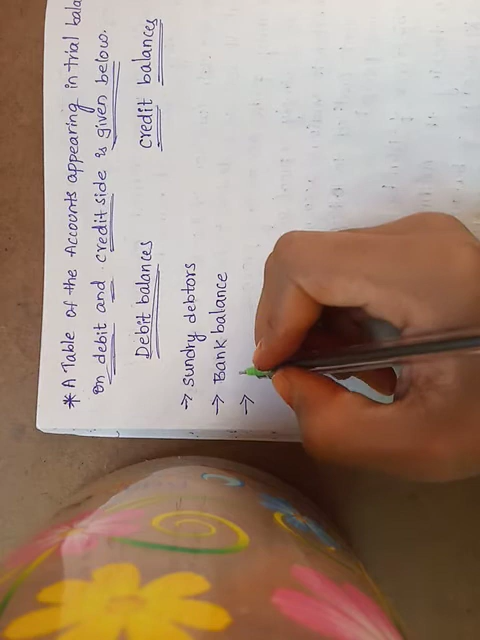 * A Table of the Accounts appearing in trial bala
on debit and credit side is given below.
Debit balances credit balances
→ Sundry debtors
→ Bank balance
→